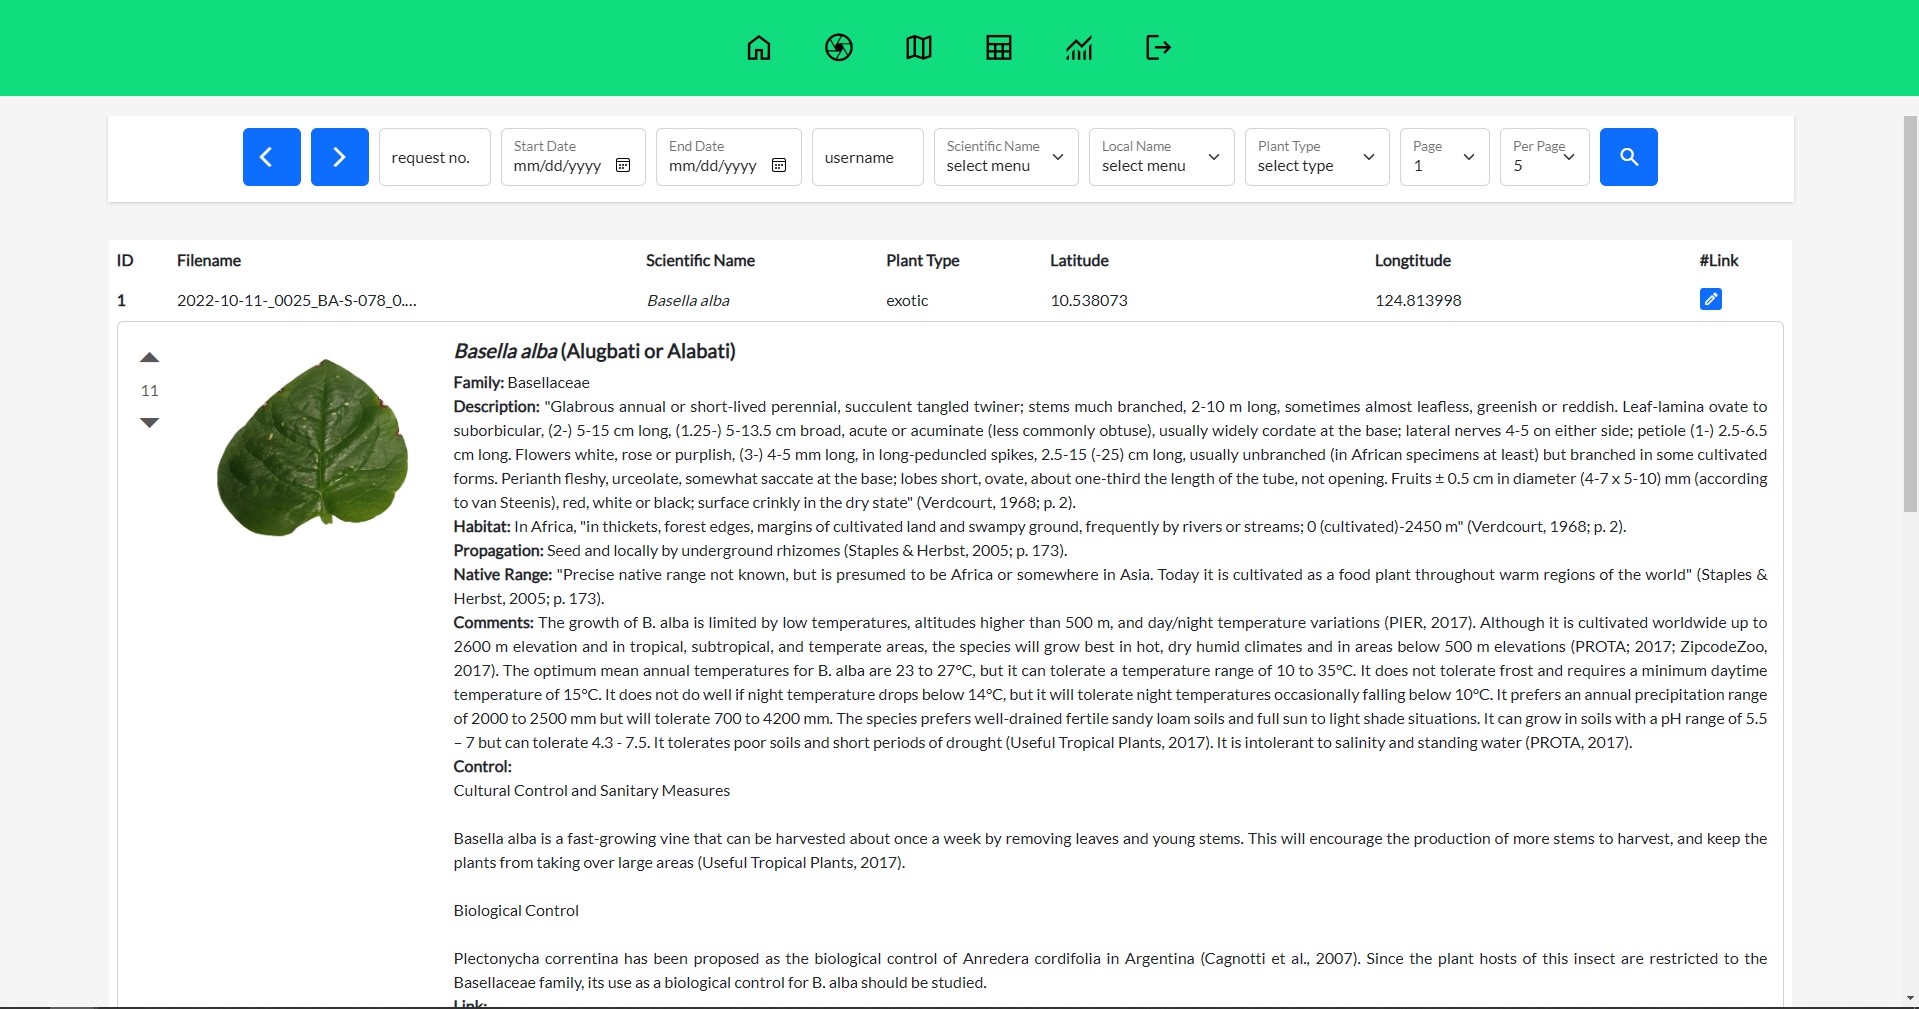 request no.
Start Date
mm/dd/yyyy
End Date
mm/dd/yyyy
username
Scientific Name
select menu
Local Name
select menu
Plant Type
select type
Page
1
Per Page
5
ID Filename Scientific Name Plant Type Latitude Longtitude #Link
1 2022-10-11-_0025_BA-S-078_0.... Basella alba exotic 10.538073 124.813998
11
Basella alba (Alugbati or Alabati)
Family: Basellaceae
Description: "Glabrous annual or short-lived perennial, succulent tangled twiner; stems much branched, 2-10 m long, sometimes almost leafless, greenish or reddish. Leaf-lamina ovate to
suborbicular, (2-) 5-15 cm long, (1.25-) 5-13.5 cm broad, acute or acuminate (less commonly obtuse), usually widely cordate at the base; lateral nerves 4-5 on either side; petiole (1-) 2.5-6.5
cm long. Flowers white, rose or purplish, (3-) 4-5 mm long, in long-peduncled spikes, 2.5-15 (-25) cm long, usually unbranched (in African specimens at least) but branched in some cultivated
forms. Perianth fleshy, urceolate, somewhat saccate at the base; lobes short, ovate, about one-third the length of the tube, not opening. Fruits ± 0.5 cm in diameter (4-7 x 5-10) mm (according
to van Steenis), red, white or black; surface crinkly in the dry state" (Verdcourt, 1968; p. 2).
Habitat: In Africa, "in thickets, forest edges, margins of cultivated land and swampy ground, frequently by rivers or streams; 0 (cultivated)-2450 m" (Verdcourt, 1968; p. 2).
Propagation: Seed and locally by underground rhizomes (Staples & Herbst, 2005; p. 173).
Native Range: "Precise native range not known, but is presumed to be Africa or somewhere in Asia. Today it is cultivated as a food plant throughout warm regions of the world" (Staples &
Herbst, 2005; p. 173).
Comments: The growth of B. alba is limited by low temperatures, altitudes higher than 500 m, and day/night temperature variations (PIER, 2017). Although it is cultivated worldwide up to
2600 m elevation and in tropical, subtropical, and temperate areas, the species will grow best in hot, dry humid climates and in areas below 500 m elevations (PROTA; 2017; ZipcodeZoo,
2017). The optimum mean annual temperatures for B. alba are 23 to 27°C, but it can tolerate a temperature range of 10 to 35°C. It does not tolerate frost and requires a minimum daytime
temperature of 15°C. It does not do well if night temperature drops below 14°C, but it will tolerate night temperatures occasionally falling below 10°C. It prefers an annual precipitation range
of 2000 to 2500 mm but will tolerate 700 to 4200 mm. The species prefers well-drained fertile sandy loam soils and full sun to light shade situations. It can grow in soils with a pH range of 5.5
– 7 but can tolerate 4.3 - 7.5. It tolerates poor soils and short periods of drought (Useful Tropical Plants, 2017). It is intolerant to salinity and standing water (PROTA, 2017).
Control:
Cultural Control and Sanitary Measures
Basella alba is a fast-growing vine that can be harvested about once a week by removing leaves and young stems. This will encourage the production of more stems to harvest, and keep the
plants from taking over large areas (Useful Tropical Plants, 2017).
Biological Control
Plectonycha correntina has been proposed as the biological control of Anredera cordifolia in Argentina (Cagnotti et al., 2007). Since the plant hosts of this insect are restricted to the
Basellaceae family, its use as a biological control for B. alba should be studied.
Link: